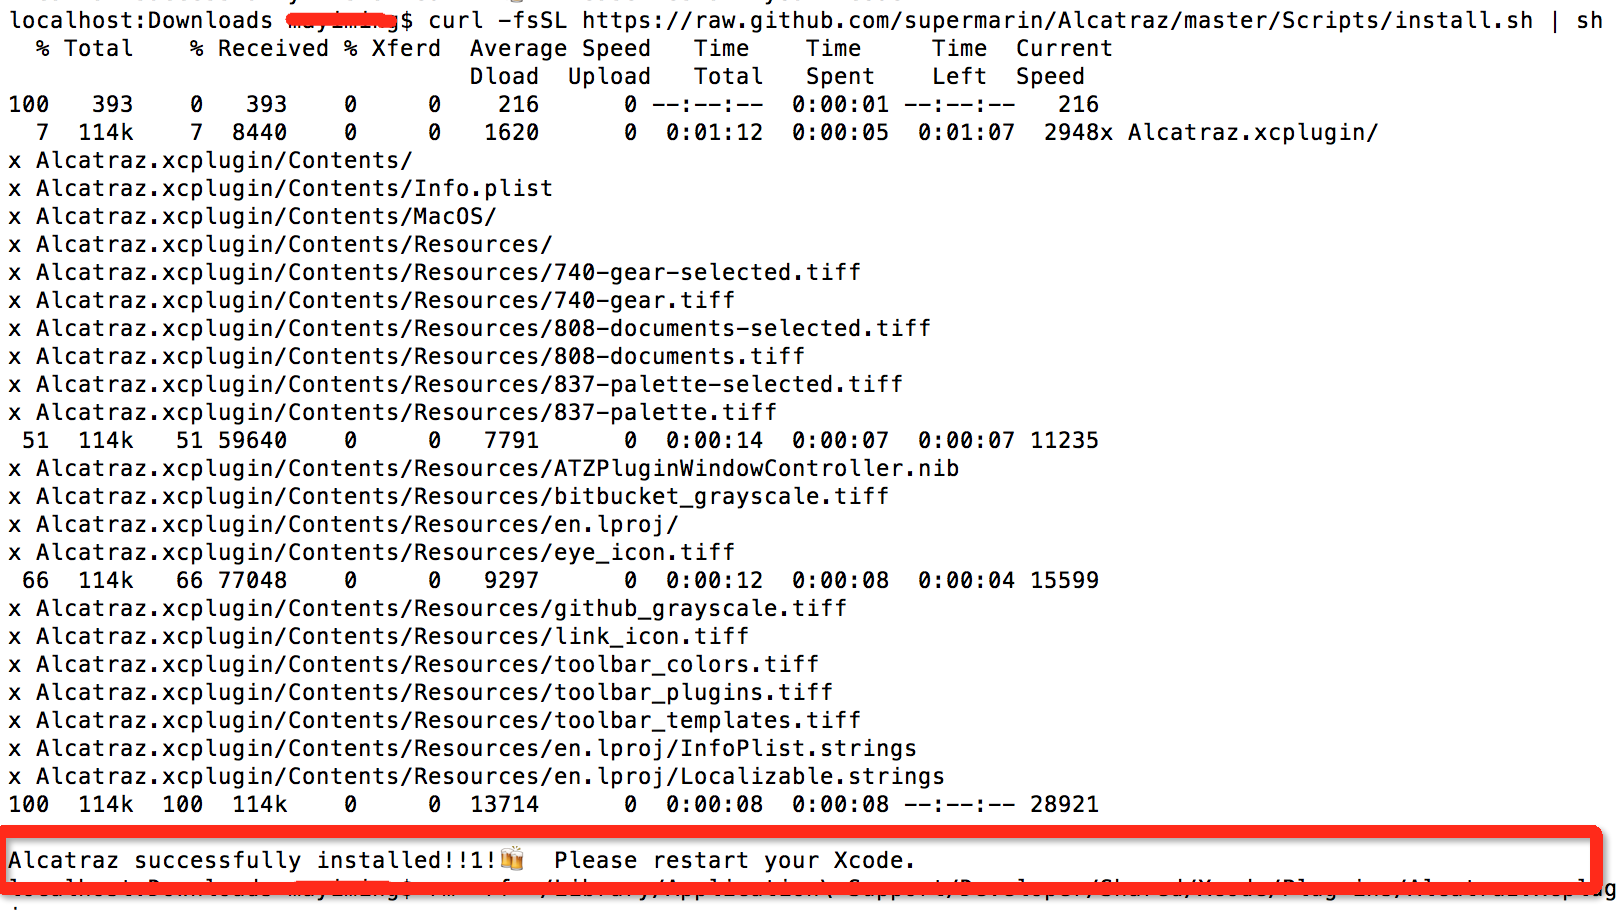 localhost:Downloads $ curl -fsSL https://raw.github.com/supermarin/Alcatraz/master/Scripts/install.sh | sh
% Total % Received % Xferd Average Speed Time Time Time Current
Dload Upload Total Spent Left Speed
100 393 0 393 0 0 216 0 --:--:-- 0:00:01 --:--:-- 216
7 114k 7 8440 0 0 1620 0 0:01:12 0:00:05 0:01:07 2948x Alcatraz.xcplugin/
x Alcatraz.xcplugin/Contents/
x Alcatraz.xcplugin/Contents/Info.plist
x Alcatraz.xcplugin/Contents/MacOS/
x Alcatraz.xcplugin/Contents/Resources/
x Alcatraz.xcplugin/Contents/Resources/740-gear-selected.tiff
x Alcatraz.xcplugin/Contents/Resources/740-gear.tiff
x Alcatraz.xcplugin/Contents/Resources/808-documents-selected.tiff
x Alcatraz.xcplugin/Contents/Resources/808-documents.tiff
x Alcatraz.xcplugin/Contents/Resources/837-palette-selected.tiff
x Alcatraz.xcplugin/Contents/Resources/837-palette.tiff
51 114k 51 59640 0 0 7791 0 0:00:14 0:00:07 0:00:07 11235
x Alcatraz.xcplugin/Contents/Resources/ATZPluginWindowController.nib
x Alcatraz.xcplugin/Contents/Resources/bitbucket_grayscale.tiff
x Alcatraz.xcplugin/Contents/Resources/en.lproj/
x Alcatraz.xcplugin/Contents/Resources/eye_icon.tiff
66 114k 66 77048 0 0 9297 0 0:00:12 0:00:08 0:00:04 15599
x Alcatraz.xcplugin/Contents/Resources/github_grayscale.tiff
x Alcatraz.xcplugin/Contents/Resources/link_icon.tiff
x Alcatraz.xcplugin/Contents/Resources/toolbar_colors.tiff
x Alcatraz.xcplugin/Contents/Resources/toolbar_plugins.tiff
x Alcatraz.xcplugin/Contents/Resources/toolbar_templates.tiff
x Alcatraz.xcplugin/Contents/Resources/en.lproj/InfoPlist.strings
x Alcatraz.xcplugin/Contents/Resources/en.lproj/Localizable.strings
100 114k 100 114k 0 0 13714 0 0:00:08 0:00:08 --:--:-- 28921
Alcatraz successfully installed!!1!🍻 Please restart your Xcode.